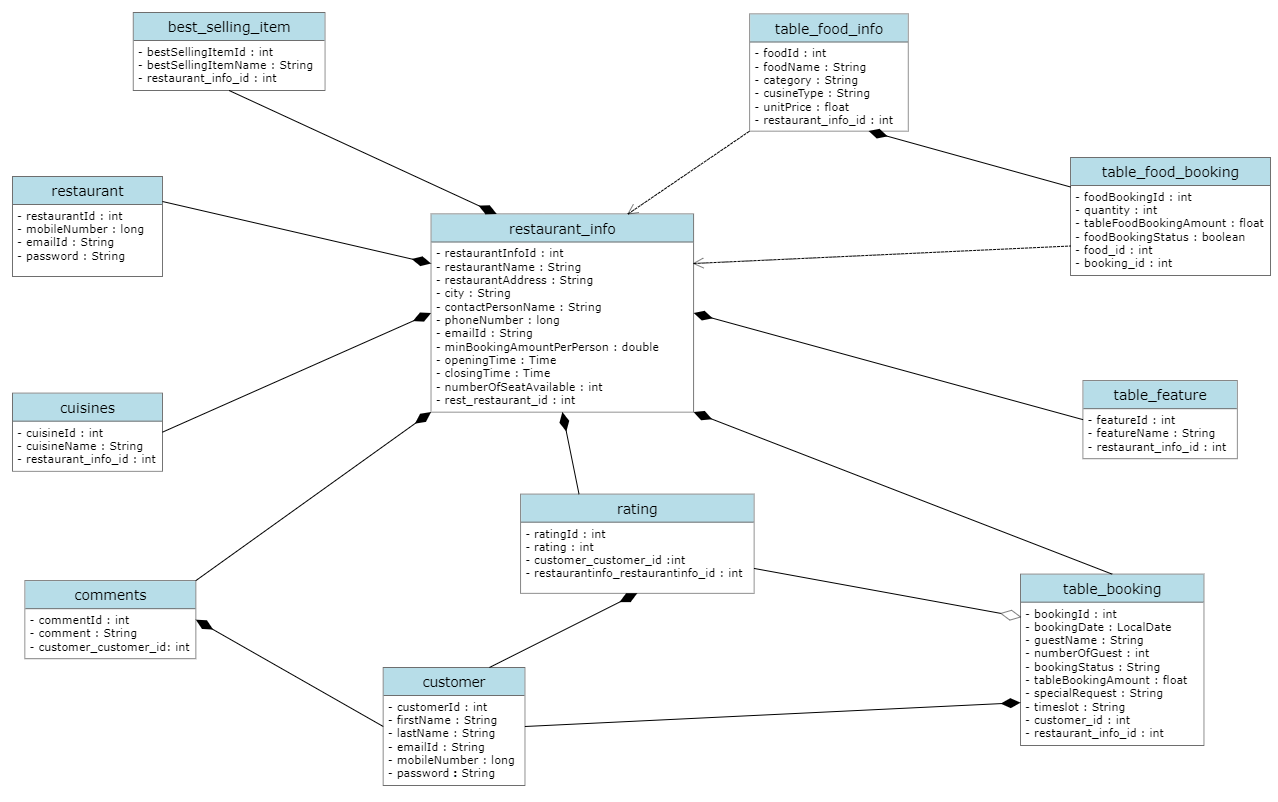 best_selling_item
- bestSellingItemId : int
- bestSellingItemName : String
- restaurant_info_id : int
table_food_info
- foodId : int
- foodName : String
- category : String
- cusineType : String
- unitPrice : float
- restaurant_info_id : int
table_food_booking
- foodBookingId : int
- quantity : int
- tableFoodBookingAmount : float
- foodBookingStatus : boolean
- food_id : int
- booking_id : int
restaurant
- restaurantId : int
- mobileNumber : long
- emailId : String
- password : String
restaurant_info
- restaurantInfoId : int
- restaurantName : String
- restaurantAddress : String
- city : String
- contactPersonName : String
- phoneNumber : long
- emailId : String
- minBookingAmountPerPerson : double
- openingTime : Time
- closingTime : Time
- numberOfSeatAvailable : int
- rest_restaurant_id : int
cuisines
- cuisineId : int
- cuisineName : String
- restaurant_info_id : int
table_feature
- featureId : int
- featureName : String
- restaurant_info_id : int
rating
- ratingId : int
- rating : int
- customer_customer_id :int
- restaurantinfo_restaurantinfo_id : int
comments
- commentId : int
- comment : String
- customer_customer_id: int
table_booking
- bookingId : int
- bookingDate : LocalDate
- guestName : String
- numberOfGuest : int
- bookingStatus : String
- tableBookingAmount : float
- specialRequest : String
- timeslot : String
- customer_id : int
- restaurant_info_id : int
customer
- customerId : int
- firstName : String
- lastName : String
- emailId : String
- mobileNumber : long
- password : String